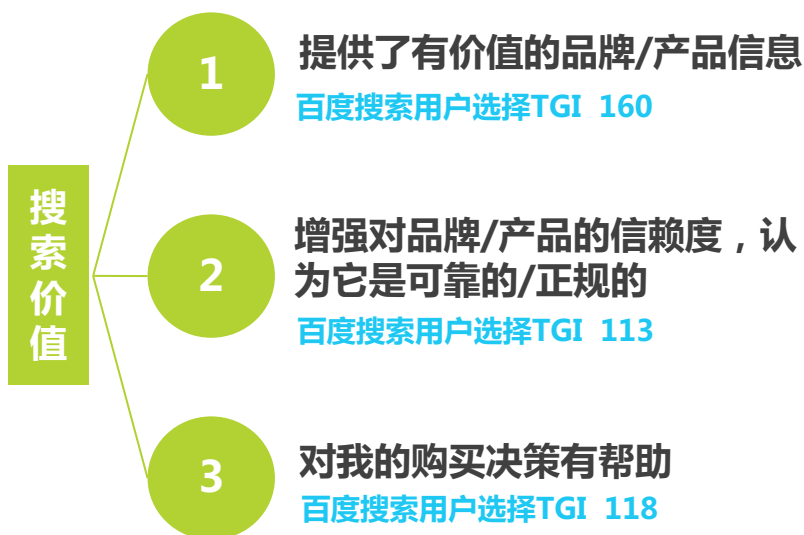 搜索价值
1
提供了有价值的品牌/产品信息
百度搜索用户选择TGI 160
2
增强对品牌/产品的信赖度，认
为它是可靠的/正规的
百度搜索用户选择TGI 113
3
对我的购买决策有帮助
百度搜索用户选择TGI 118